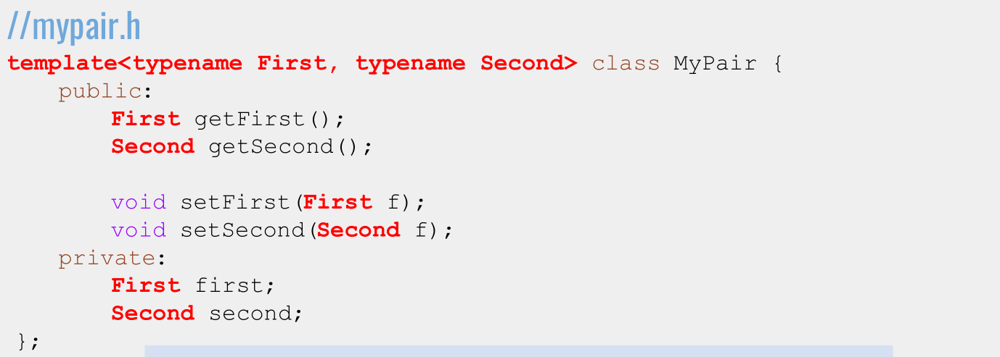 //mypair.h
template<typename First, typename Second> class MyPair {
public:
First getFirst();
Second getSecond();
void setFirst(First f);
void setSecond(Second f);
private:
First first;
Second second;
};